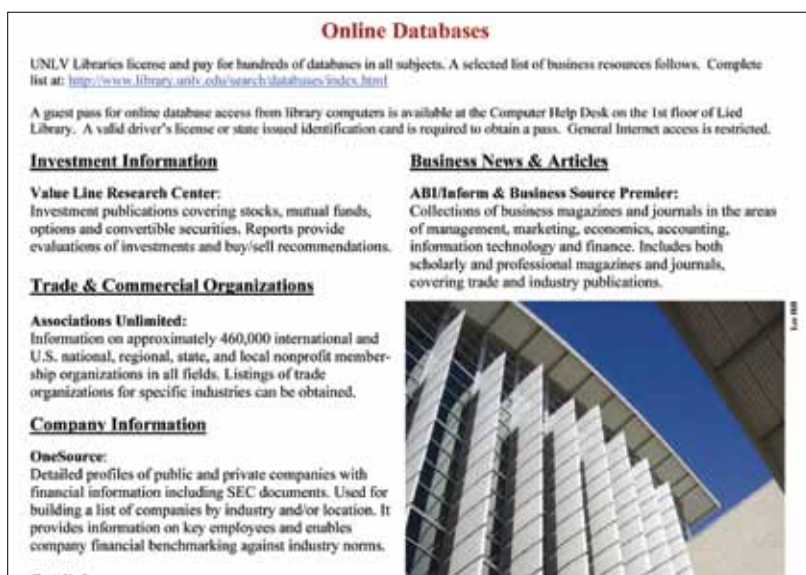 Online Databases
UNLV Libraries license and pay for hundreds of databases in all subjects. A selected list of business resources follows. Complete
list at: http://www.library.unlv.edu/search/databases/index.html
A guest pass for online database access from library computers is available at the Computer Help Desk on the 1st floor of Lied
Library. A valid driver's license or state issued identification card is required to obtain a pass. General Internet access is restricted.
Investment Information
Value Line Research Center:
Investment publications covering stocks, mutual funds,
options and convertible securities. Reports provide
evaluations of investments and buy/sell recommendations.
Trade & Commercial Organizations
Associations Unlimited:
Information on approximately 460,000 international and
U.S. national, regional, state, and local nonprofit member-
ship organizations in all fields. Listings of trade
organizations for specific industries can be obtained.
Company Information
OneSource:
Detailed profiles of public and private companies with
financial information including SEC documents. Used for
building a list of companies by industry and/or location. It
provides information on key employees and enables
company financial benchmarking against industry norms.
Business News & Articles
ABI/Inform & Business Source Premier:
Collections of business magazines and journals in the areas
of management, marketing, economics, accounting,
information technology and finance. Includes both
scholarly and professional magazines and journals,
covering trade and industry publications.